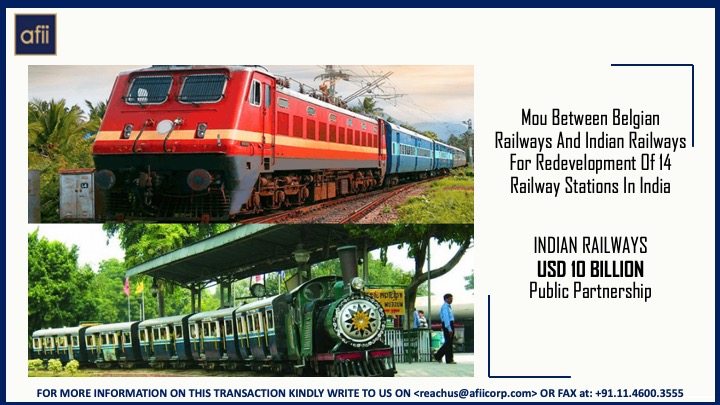 afii
Mou Between Belgian
Railways And Indian Railways
For Redevelopment Of 14
Railway Stations In India
INDIAN RAILWAYS
USD 10 BILLION
Public Partnership
FOR MORE INFORMATION ON THIS TRANSACTION KINDLY WRITE TO US ON <reachus@afiicorp.com> OR FAX at: +91.11.4600.3555